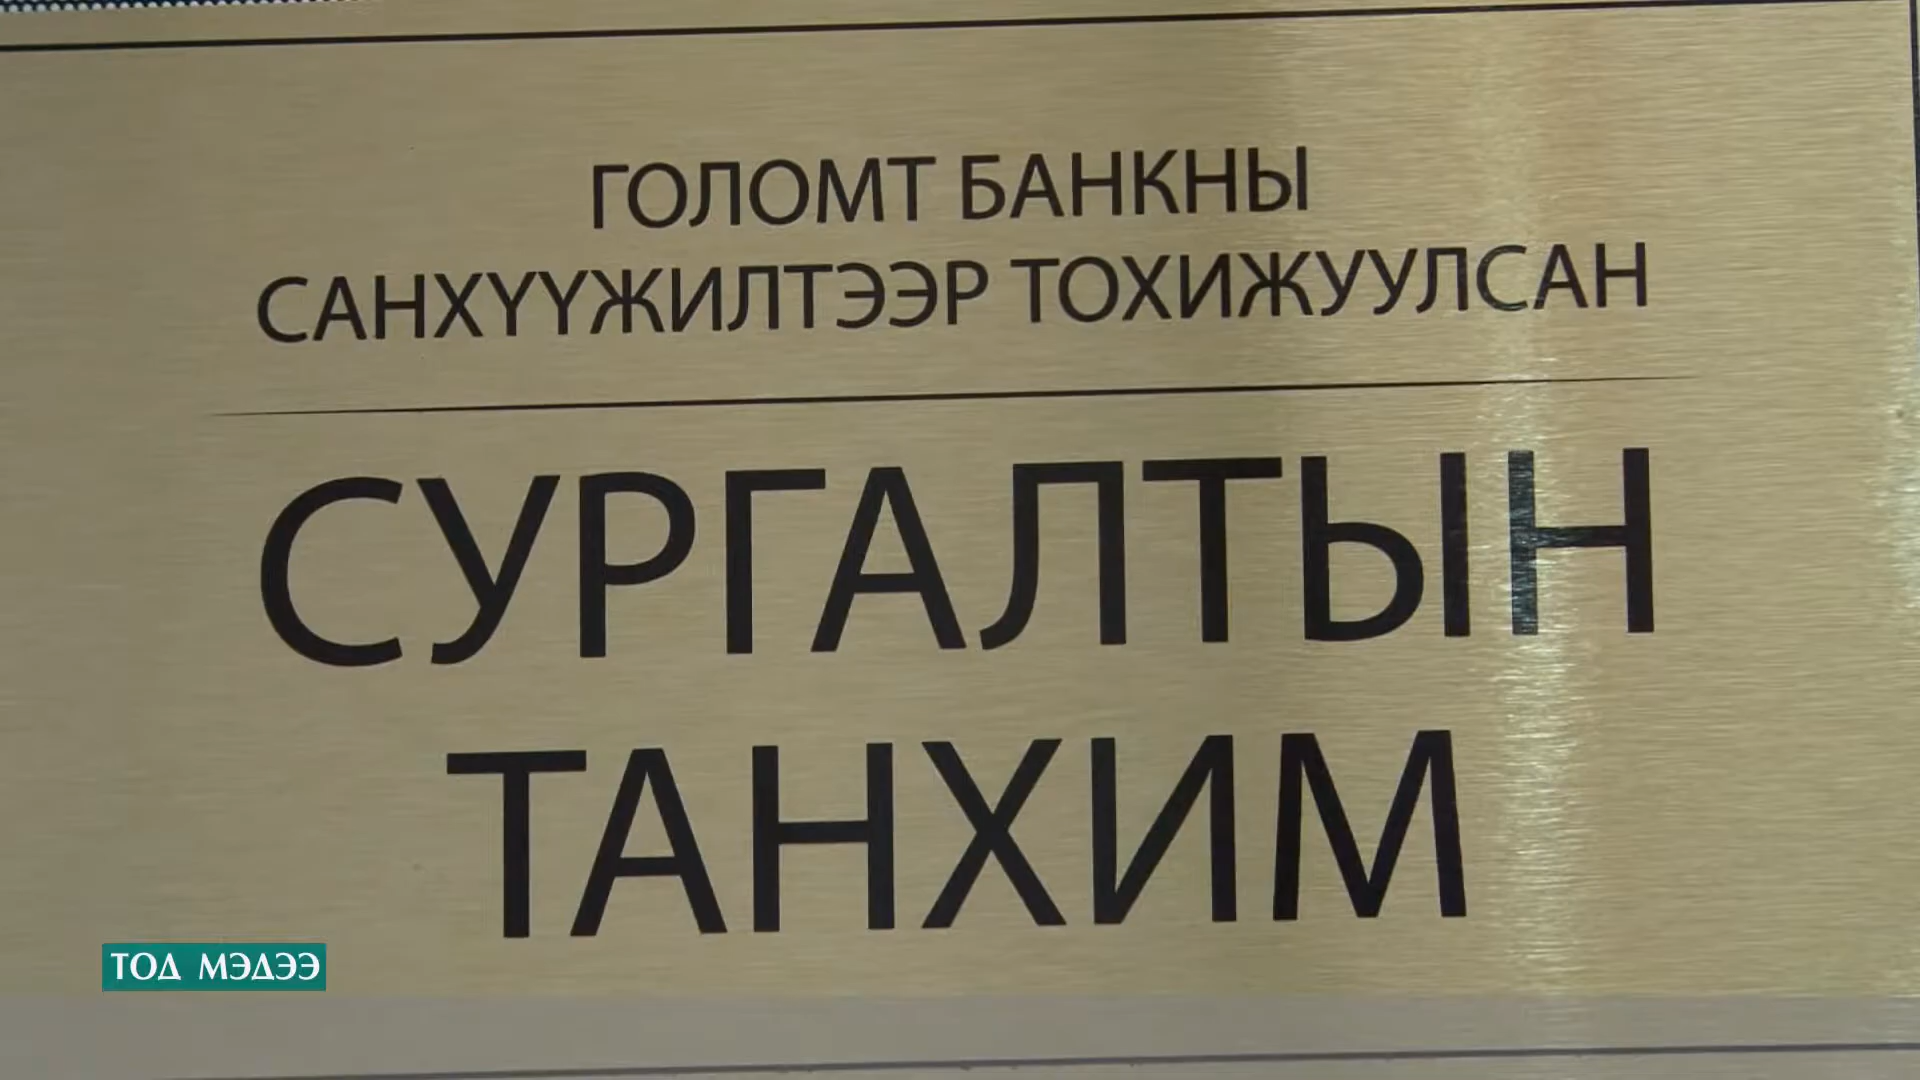 ГОЛОМТ БАНКНЫ
САНХҮҮЖИЛТЭЭР ТОХИЖУУЛСАН
СУРГАЛТЫН
ТАНХИМ
ТОД МЭДЭЭ